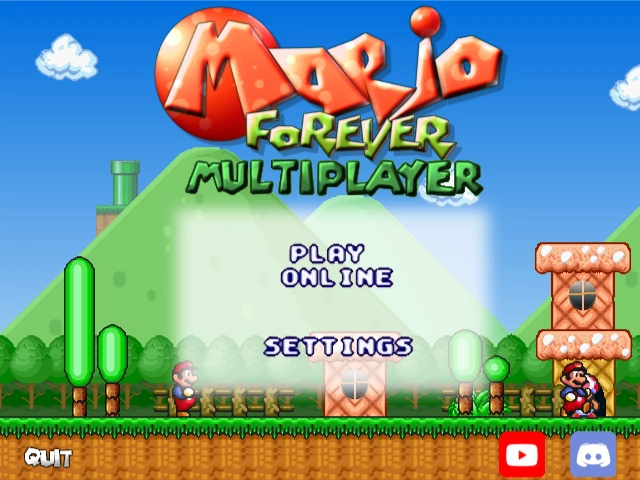 Mario
FOREVER
MULTIPLAYER
PLAY
ONLINE
SETTINGS
QUIT